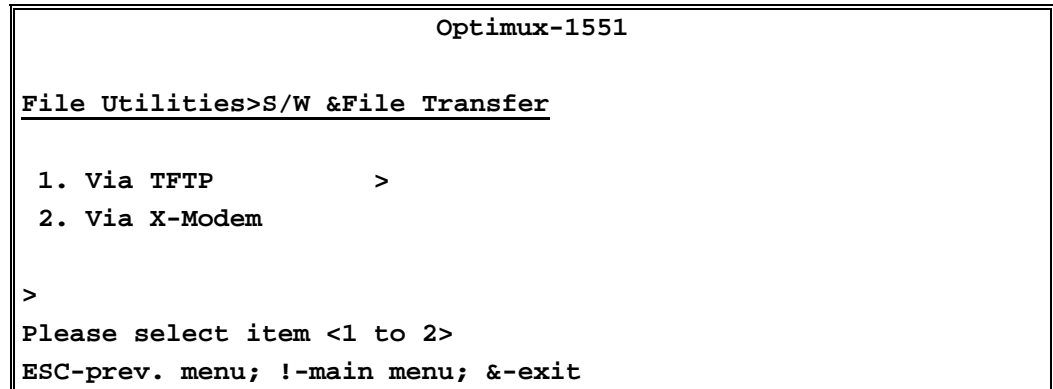 Optimux-1551
File Utilities>S/W &File Transfer
1. Via TFTP >
2. Via X-Modem
>
Please select item <1 to 2>
ESC-prev. menu; !-main menu; &-exit